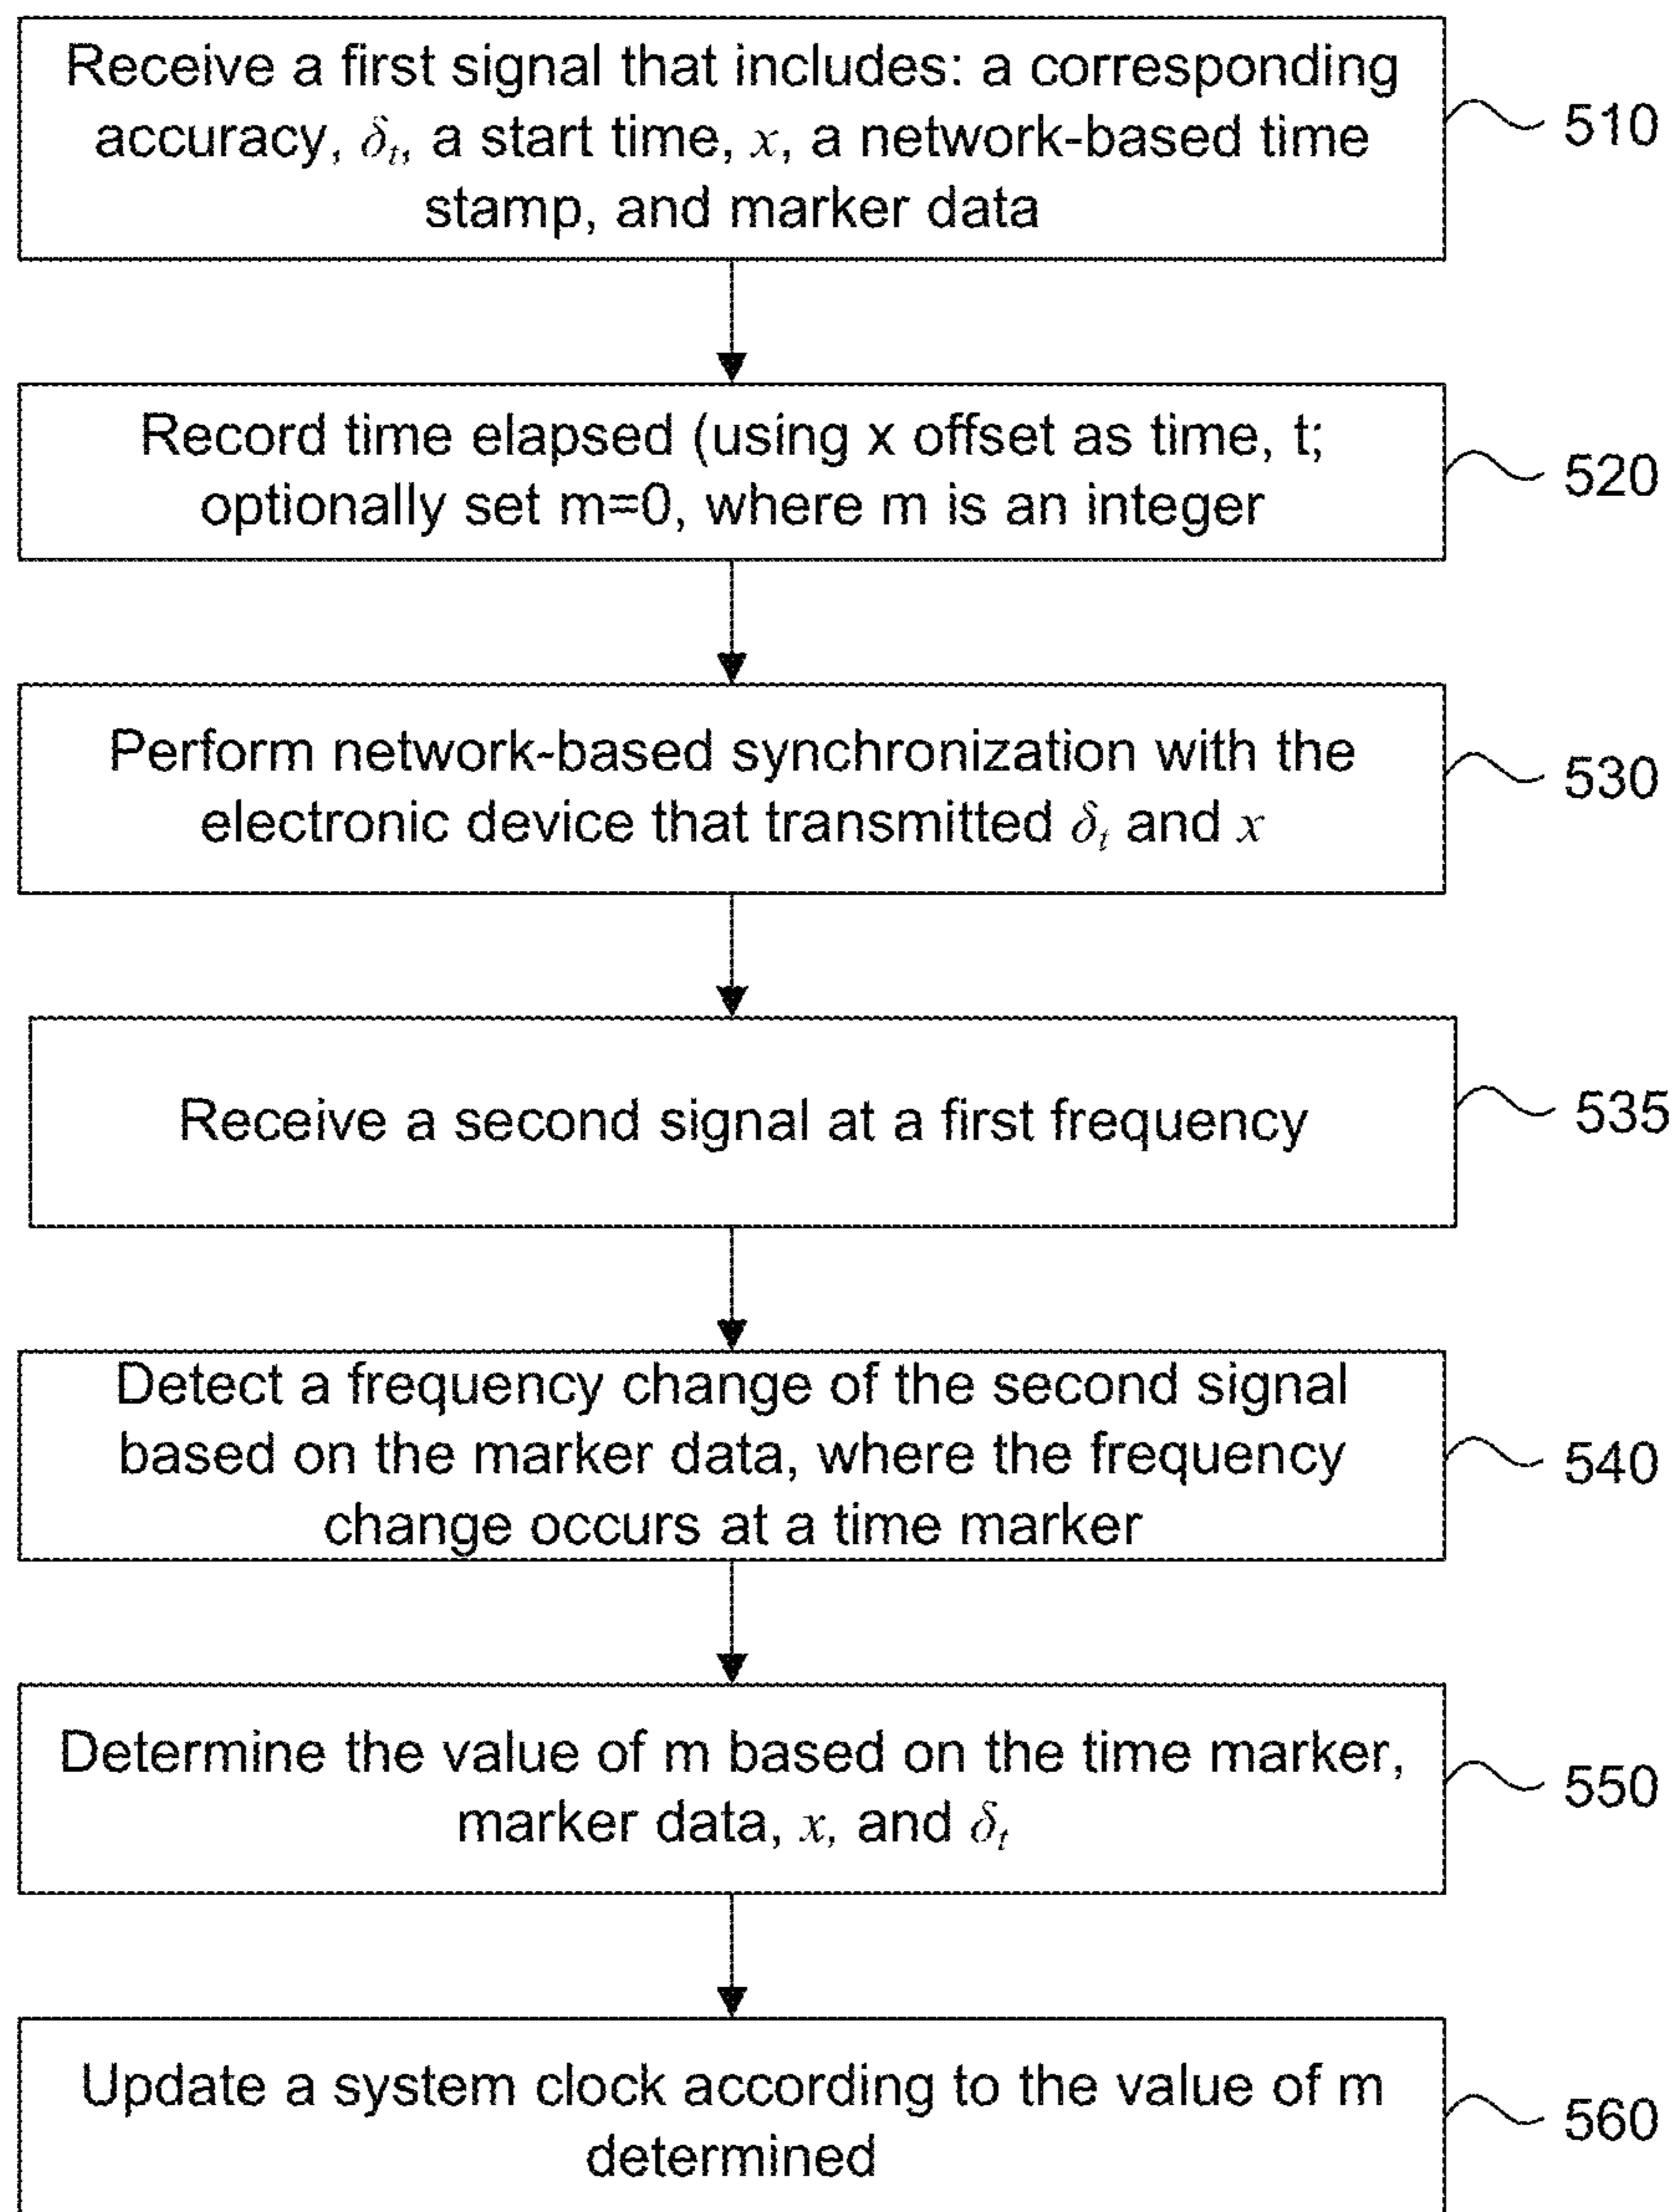 Receive a first signal that includes: a corresponding
accuracy, δₜ, a start time, x, a network-based time
stamp, and marker data
510
Record time elapsed (using x offset as time, t;
optionally set m=0, where m is an integer
520
Perform network-based synchronization with the
electronic device that transmitted δₜ and x
530
Receive a second signal at a first frequency
535
Detect a frequency change of the second signal
based on the marker data, where the frequency
change occurs at a time marker
540
Determine the value of m based on the time marker,
marker data, x, and δₜ
550
Update a system clock according to the value of m
determined
560